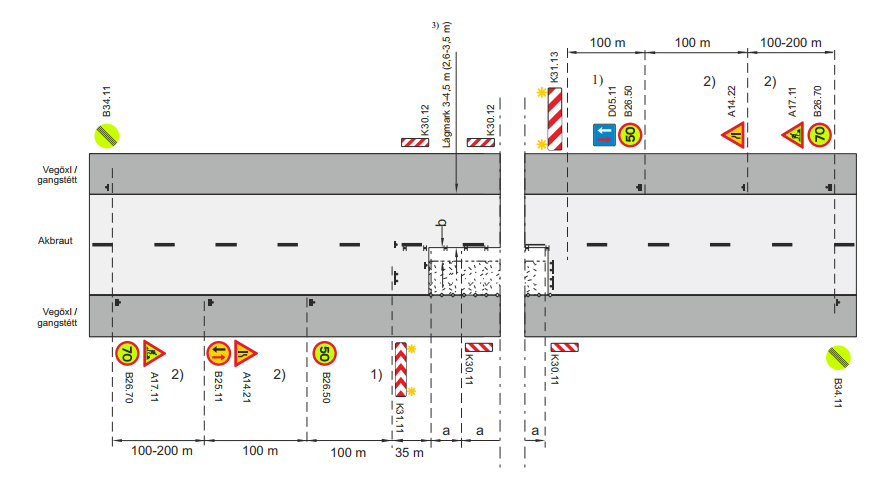 3)
Lágmark 3-4,5 m (2,6-3,5 m)
100 m
100 m
100-200 m
B34.11
K30.12
K30.12
K31.13
1)
D05.11
B26.50
2)
A14.22
2)
A17.11
B26.70
50
70
Vegöxl /
gangstétt
Akbraut
b
Vegöxl /
gangstétt
70
50
B26.70
A17.11
2)
B25.11
A14.21
2)
B26.50
1)
K31.11
K30.11
K30.11
B34.11
100-200 m
100 m
100 m
35 m
a
a
a